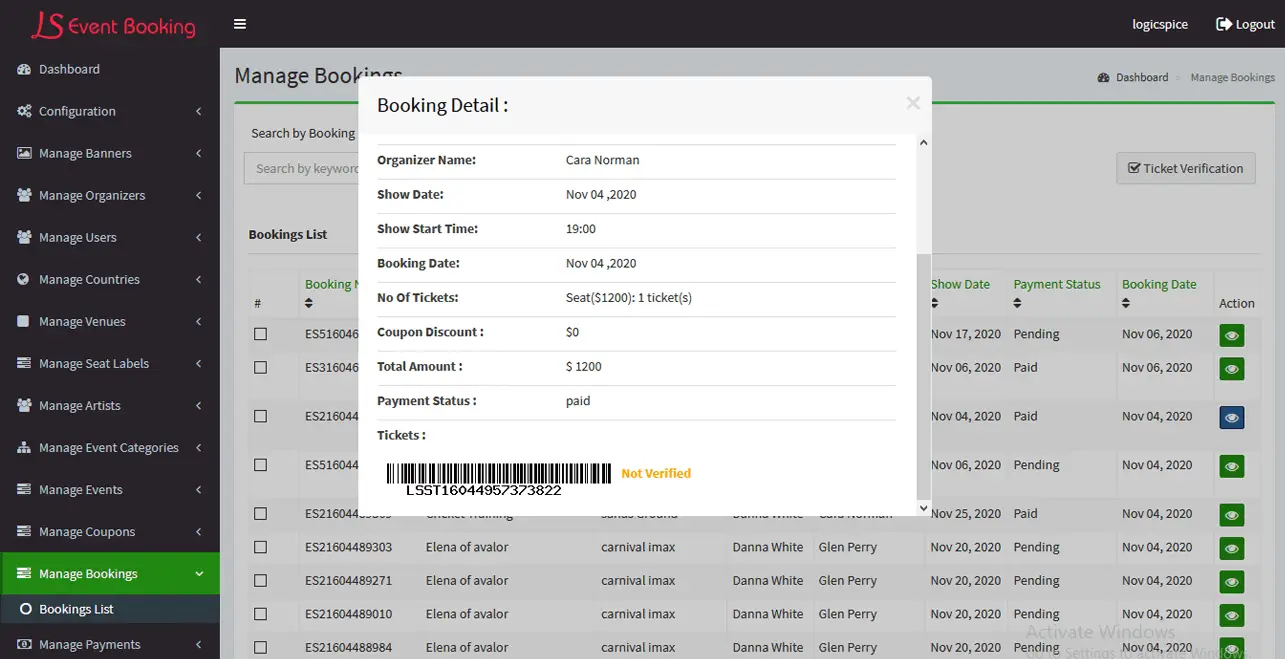 LS Event Booking
logicspice
Logout
Dashboard
Configuration
Manage Banners
Manage Organizers
Manage Users
Manage Countries
Manage Venues
Manage Seat Labels
Manage Artists
Manage Event Categories
Manage Events
Manage Coupons
Manage Bookings
Bookings List
Manage Payments
Manage Bookings
Dashboard
Manage Bookings
Search by Booking
Search by keyword
Ticket Verification
Bookings List
Booking Detail :
×
Organizer Name: Cara Norman
Show Date: Nov 04 ,2020
Show Start Time: 19:00
Booking Date: Nov 04 ,2020
No Of Tickets: Seat($1200): 1 ticket(s)
Coupon Discount : $0
Total Amount : $ 1200
Payment Status : paid
Tickets :
LSST16044957373822
Not Verified
# Booking Show Date Payment Status Booking Date Action
ES516046 Nov 17, 2020 Pending Nov 06, 2020
ES316046 Nov 06, 2020 Paid Nov 06, 2020
ES216044 Nov 04, 2020 Paid Nov 04, 2020
ES516044 Nov 06, 2020 Pending Nov 04, 2020
Cricket Training Sands Ground Danna White Cara Norman Nov 25, 2020 Paid Nov 04, 2020
ES21604489303 Elena of avalor carnival imax Danna White Glen Perry Nov 20, 2020 Pending Nov 04, 2020
ES21604489271 Elena of avalor carnival imax Danna White Glen Perry Nov 20, 2020 Pending Nov 04, 2020
ES21604489010 Elena of avalor carnival imax Danna White Glen Perry Nov 20, 2020 Pending Nov 04, 2020
ES21604488984 Elena of avalor carnival imax Danna White Glen Perry Nov 20, 2020 Pending Nov 04, 2020
Activate Windows
Go to Settings to activate Windows.